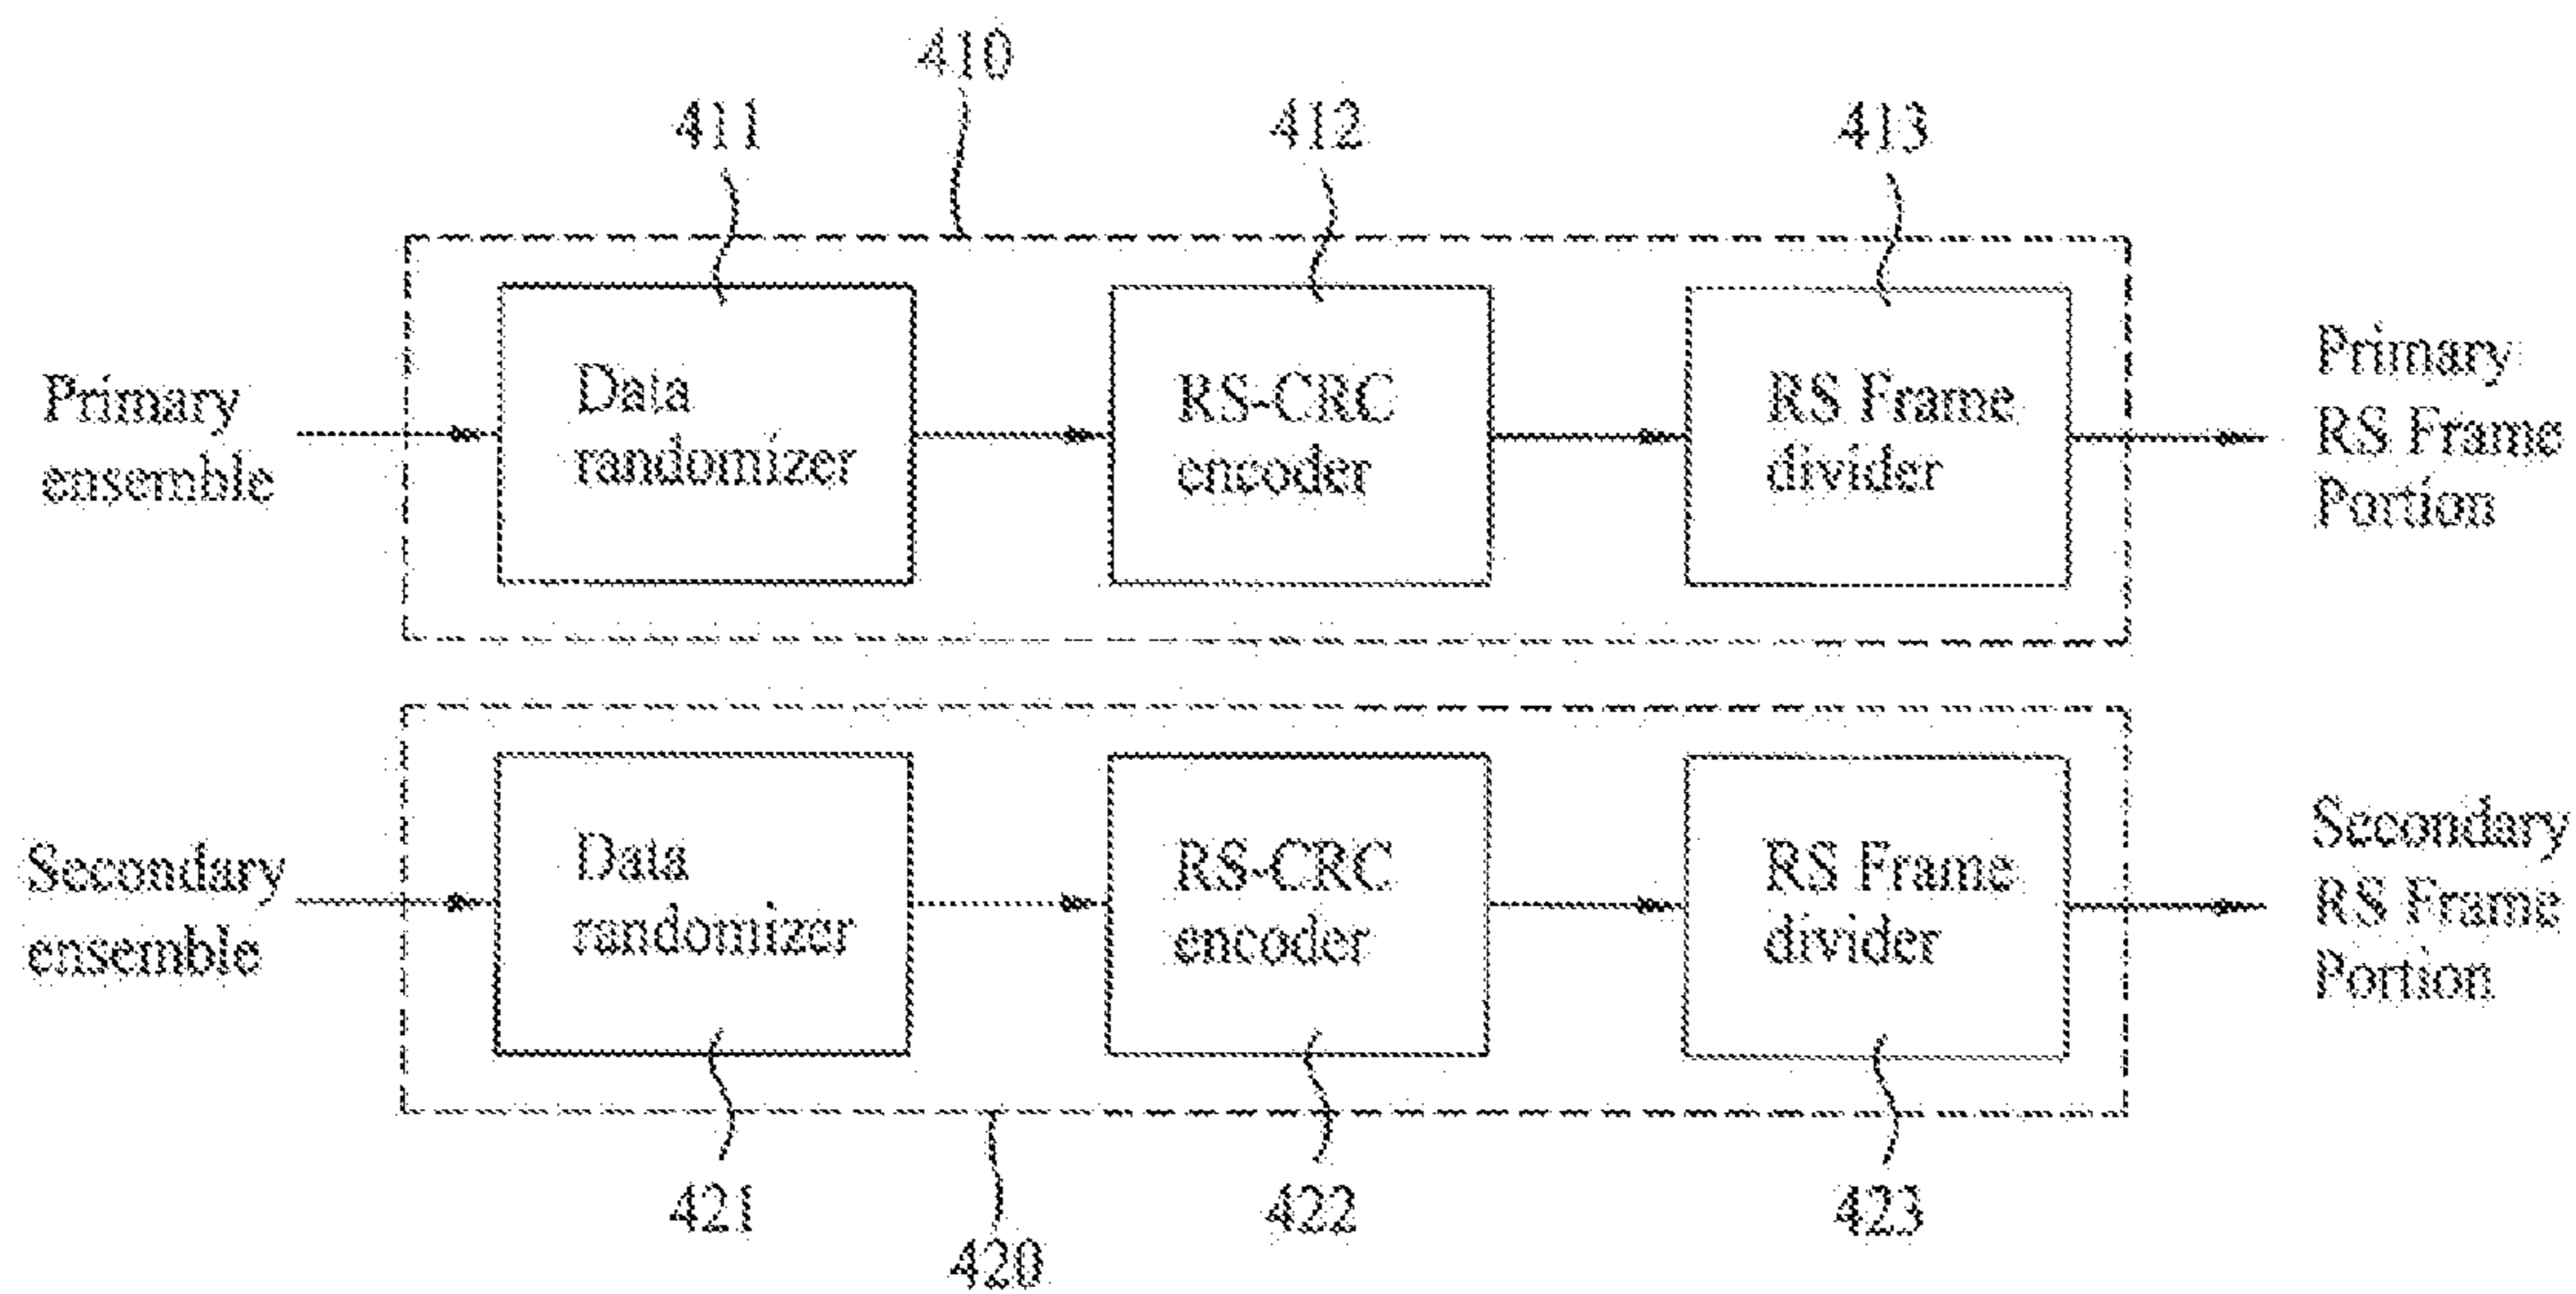 410
411
412
413
Primary
ensemble
Data
randomizer
RS-CRC
encoder
RS Frame
divider
Primary
RS Frame
Portion
Secondary
ensemble
Data
randomizer
RS-CRC
encoder
RS Frame
divider
Secondary
RS Frame
Portion
421
422
423
420